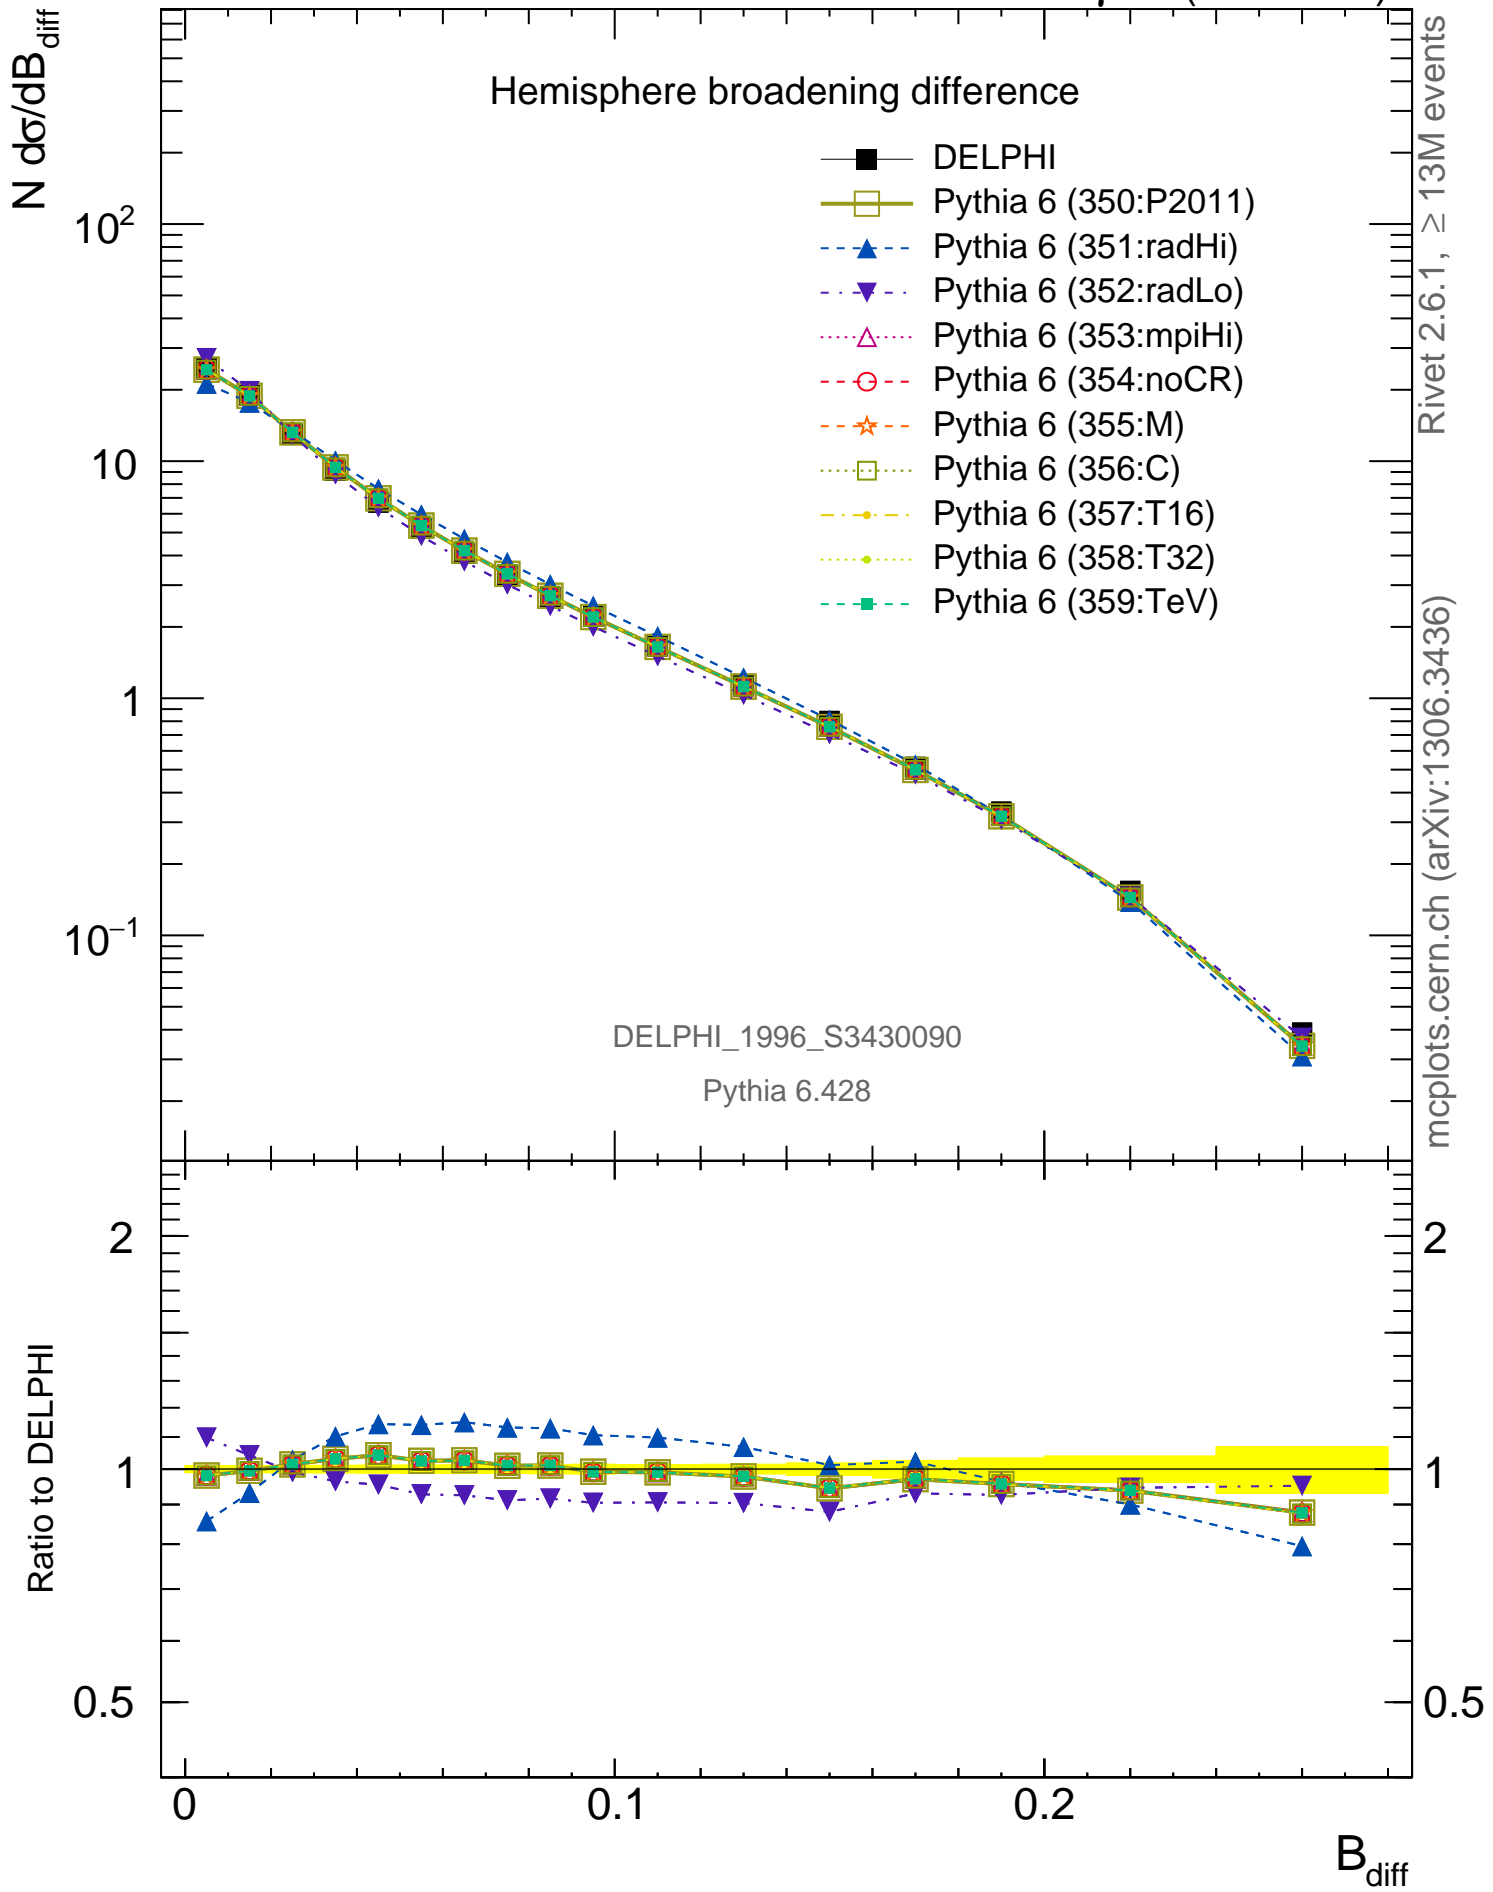 N dσ/dB_diff
Hemisphere broadening difference
DELPHI
Pythia 6 (350:P2011)
Pythia 6 (351:radHi)
Pythia 6 (352:radLo)
Pythia 6 (353:mpiHi)
Pythia 6 (354:noCR)
Pythia 6 (355:M)
Pythia 6 (356:C)
Pythia 6 (357:T16)
Pythia 6 (358:T32)
Pythia 6 (359:TeV)
10²
10
1
10⁻¹
DELPHI_1996_S3430090
Pythia 6.428
Rivet 2.6.1, ≥ 13M events
mcplots.cern.ch (arXiv:1306.3436)
Ratio to DELPHI
2
1
0.5
2
1
0.5
0
0.1
0.2
B_diff